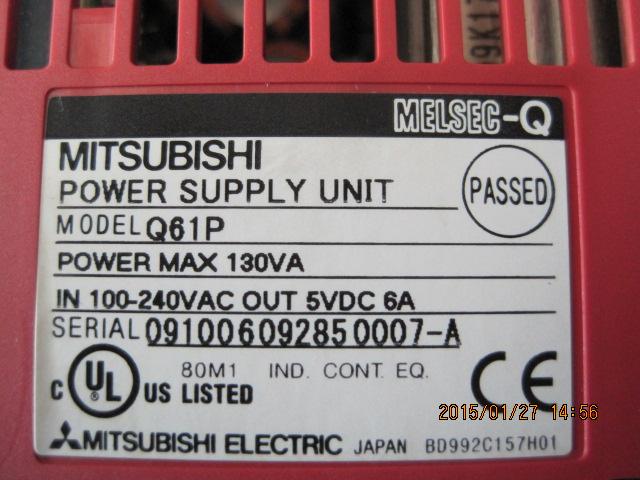 9K17
MELSEC-Q
MITSUBISHI
POWER SUPPLY UNIT
PASSED
MODEL Q61P
POWER MAX 130VA
IN 100-240VAC OUT 5VDC 6A
SERIAL 091006092850007-A
C UL US LISTED
80M1 IND. CONT. EQ.
CE
2015/01/27 14:56
MITSUBISHI ELECTRIC JAPAN BD992C157H01